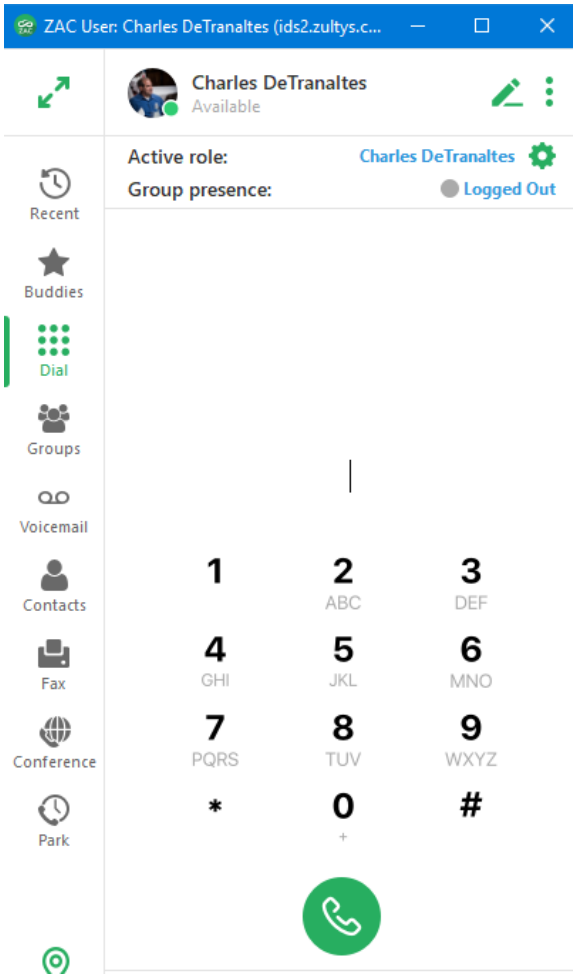 ZAC User: Charles DeTranaltes (ids2.zultys.c...
ZAC
Charles DeTranaltes
Available
Active role: Charles DeTranaltes
Group presence: Logged Out
Recent
Buddies
Dial
Groups
Voicemail
Contacts
Fax
Conference
Park
1 2 3
ABC DEF
4 5 6
GHI JKL MNO
7 8 9
PQRS TUV WXYZ
* 0 #
+